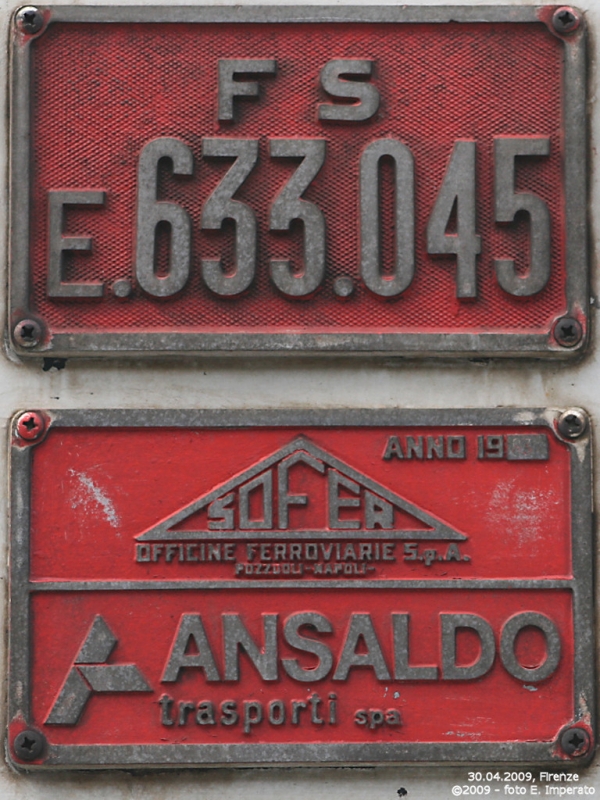 FS
E.633.045
ANNO 19
SOFER
OFFICINE FERROVIARIE S.p.A.
POZZUOLI-NAPOLI-
ANSALDO
trasporti spa
30.04.2009, Firenze
©2009 - foto E. Imperato